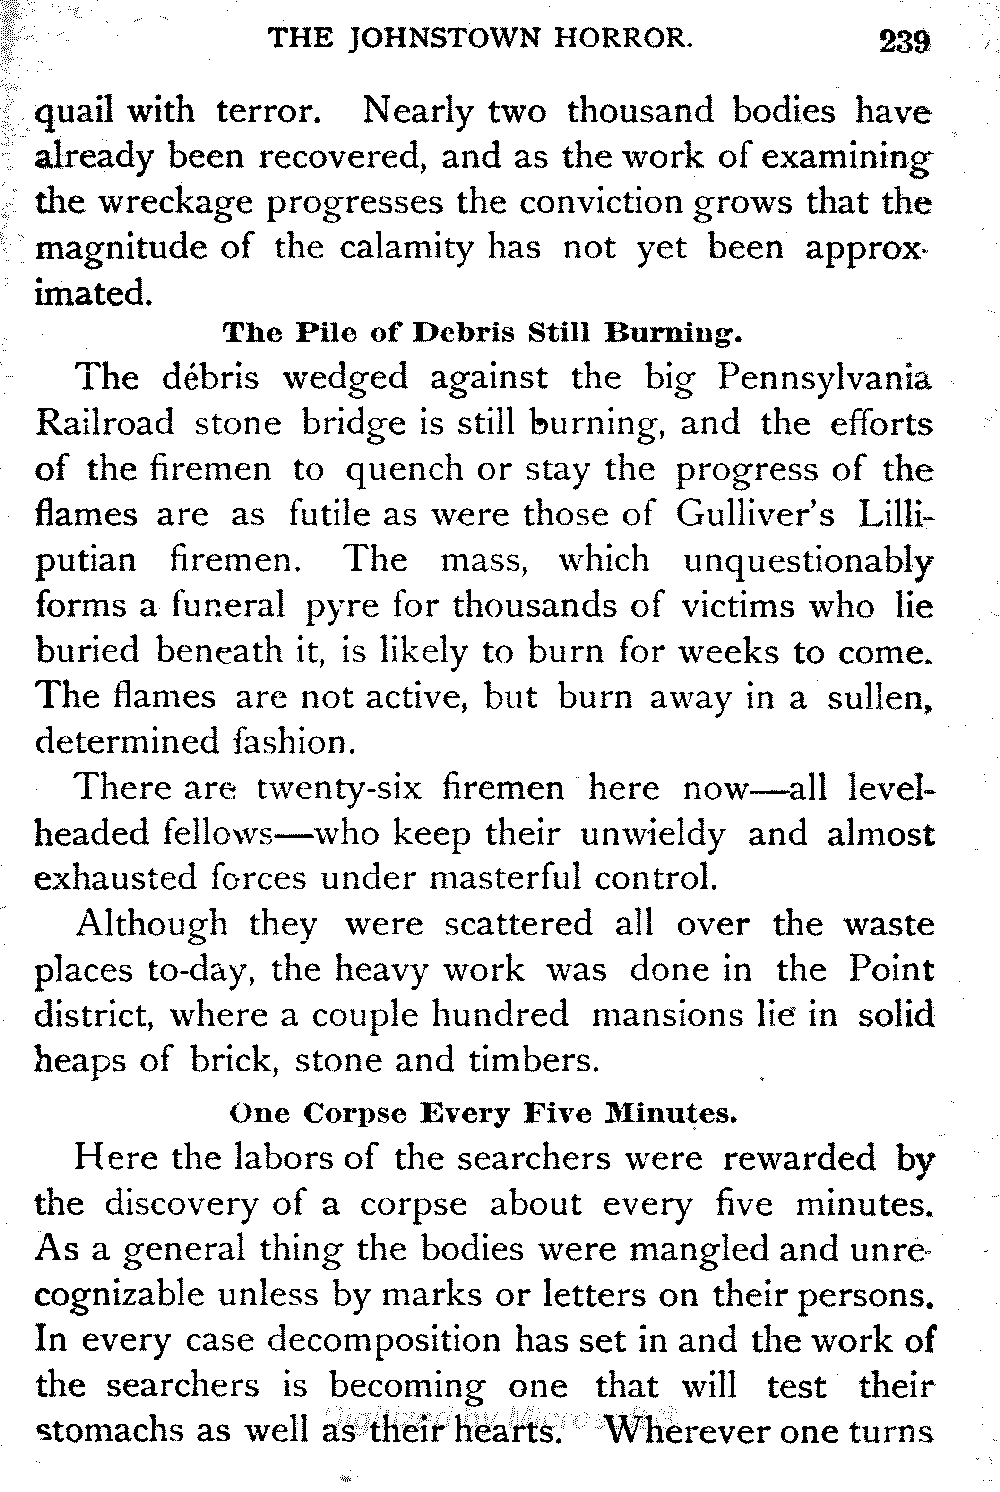 THE JOHNSTOWN HORROR. 239
quail with terror. Nearly two thousand bodies have
already been recovered, and as the work of examining
the wreckage progresses the conviction grows that the
magnitude of the calamity has not yet been approx-
imated.
The Pile of Debris Still Burning.
The débris wedged against the big Pennsylvania
Railroad stone bridge is still burning, and the efforts
of the firemen to quench or stay the progress of the
flames are as futile as were those of Gulliver's Lilli-
putian firemen. The mass, which unquestionably
forms a funeral pyre for thousands of victims who lie
buried beneath it, is likely to burn for weeks to come.
The flames are not active, but burn away in a sullen,
determined fashion.
There are twenty-six firemen here now—all level-
headed fellows—who keep their unwieldy and almost
exhausted forces under masterful control.
Although they were scattered all over the waste
places to-day, the heavy work was done in the Point
district, where a couple hundred mansions lie in solid
heaps of brick, stone and timbers.
One Corpse Every Five Minutes.
Here the labors of the searchers were rewarded by
the discovery of a corpse about every five minutes.
As a general thing the bodies were mangled and unre-
cognizable unless by marks or letters on their persons.
In every case decomposition has set in and the work of
the searchers is becoming one that will test their
stomachs as well as their hearts. Wherever one turns